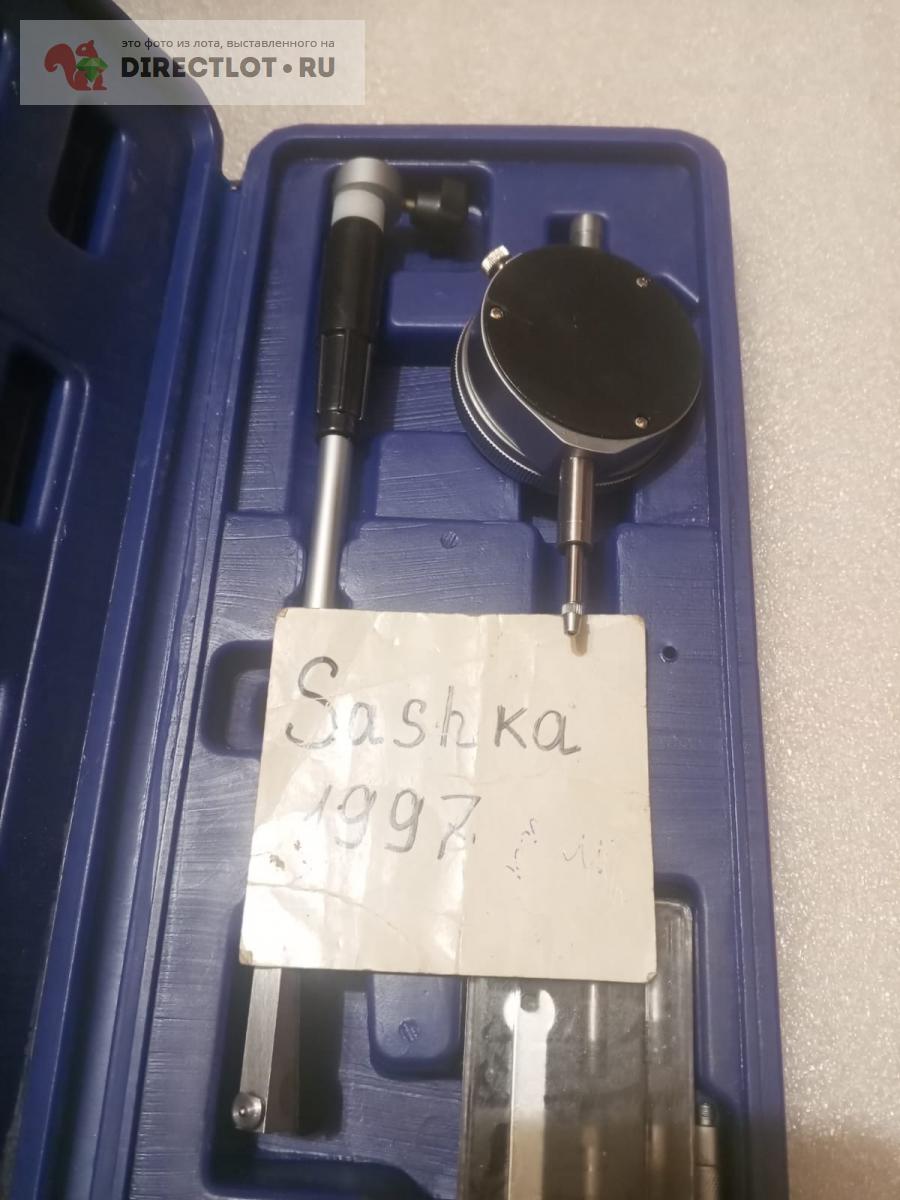 это фото из лота, выставленного на
DIRECTLOT•RU
Sashka
1997